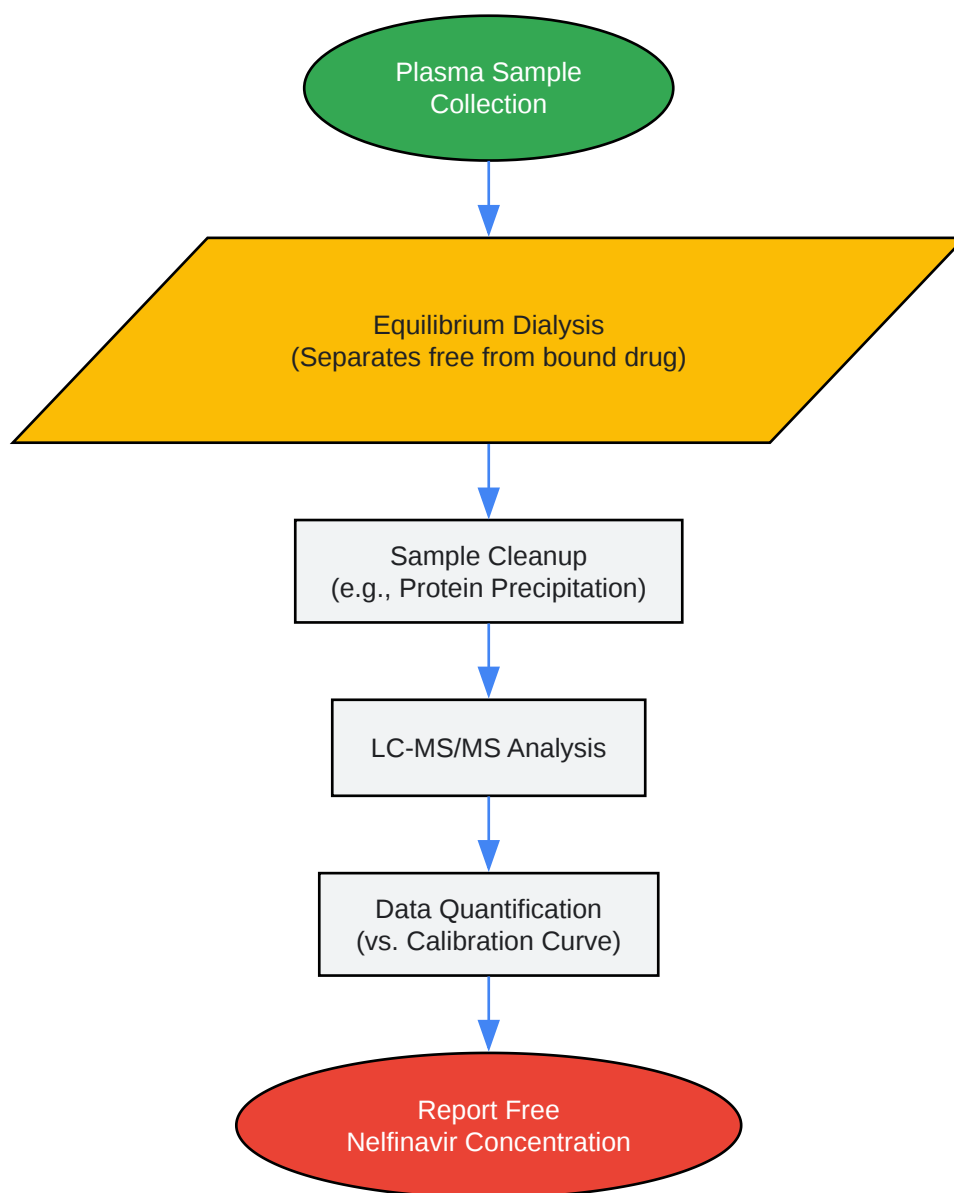 Plasma Sample
Collection
Equilibrium Dialysis
(Separates free from bound drug)
Sample Cleanup
(e.g., Protein Precipitation)
LC-MS/MS Analysis
Data Quantification
(vs. Calibration Curve)
Report Free
Nelfinavir Concentration